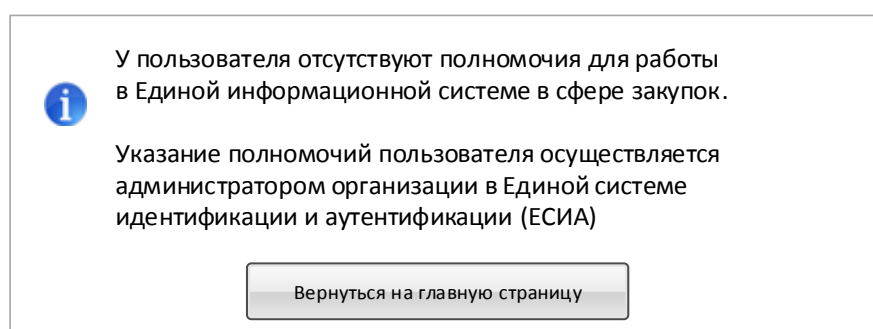 У пользователя отсутствуют полномочия для работы
в Единой информационной системе в сфере закупок.
Указание полномочий пользователя осуществляется
администратором организации в Единой системе
идентификации и аутентификации (ЕСИА)
Вернуться на главную страницу